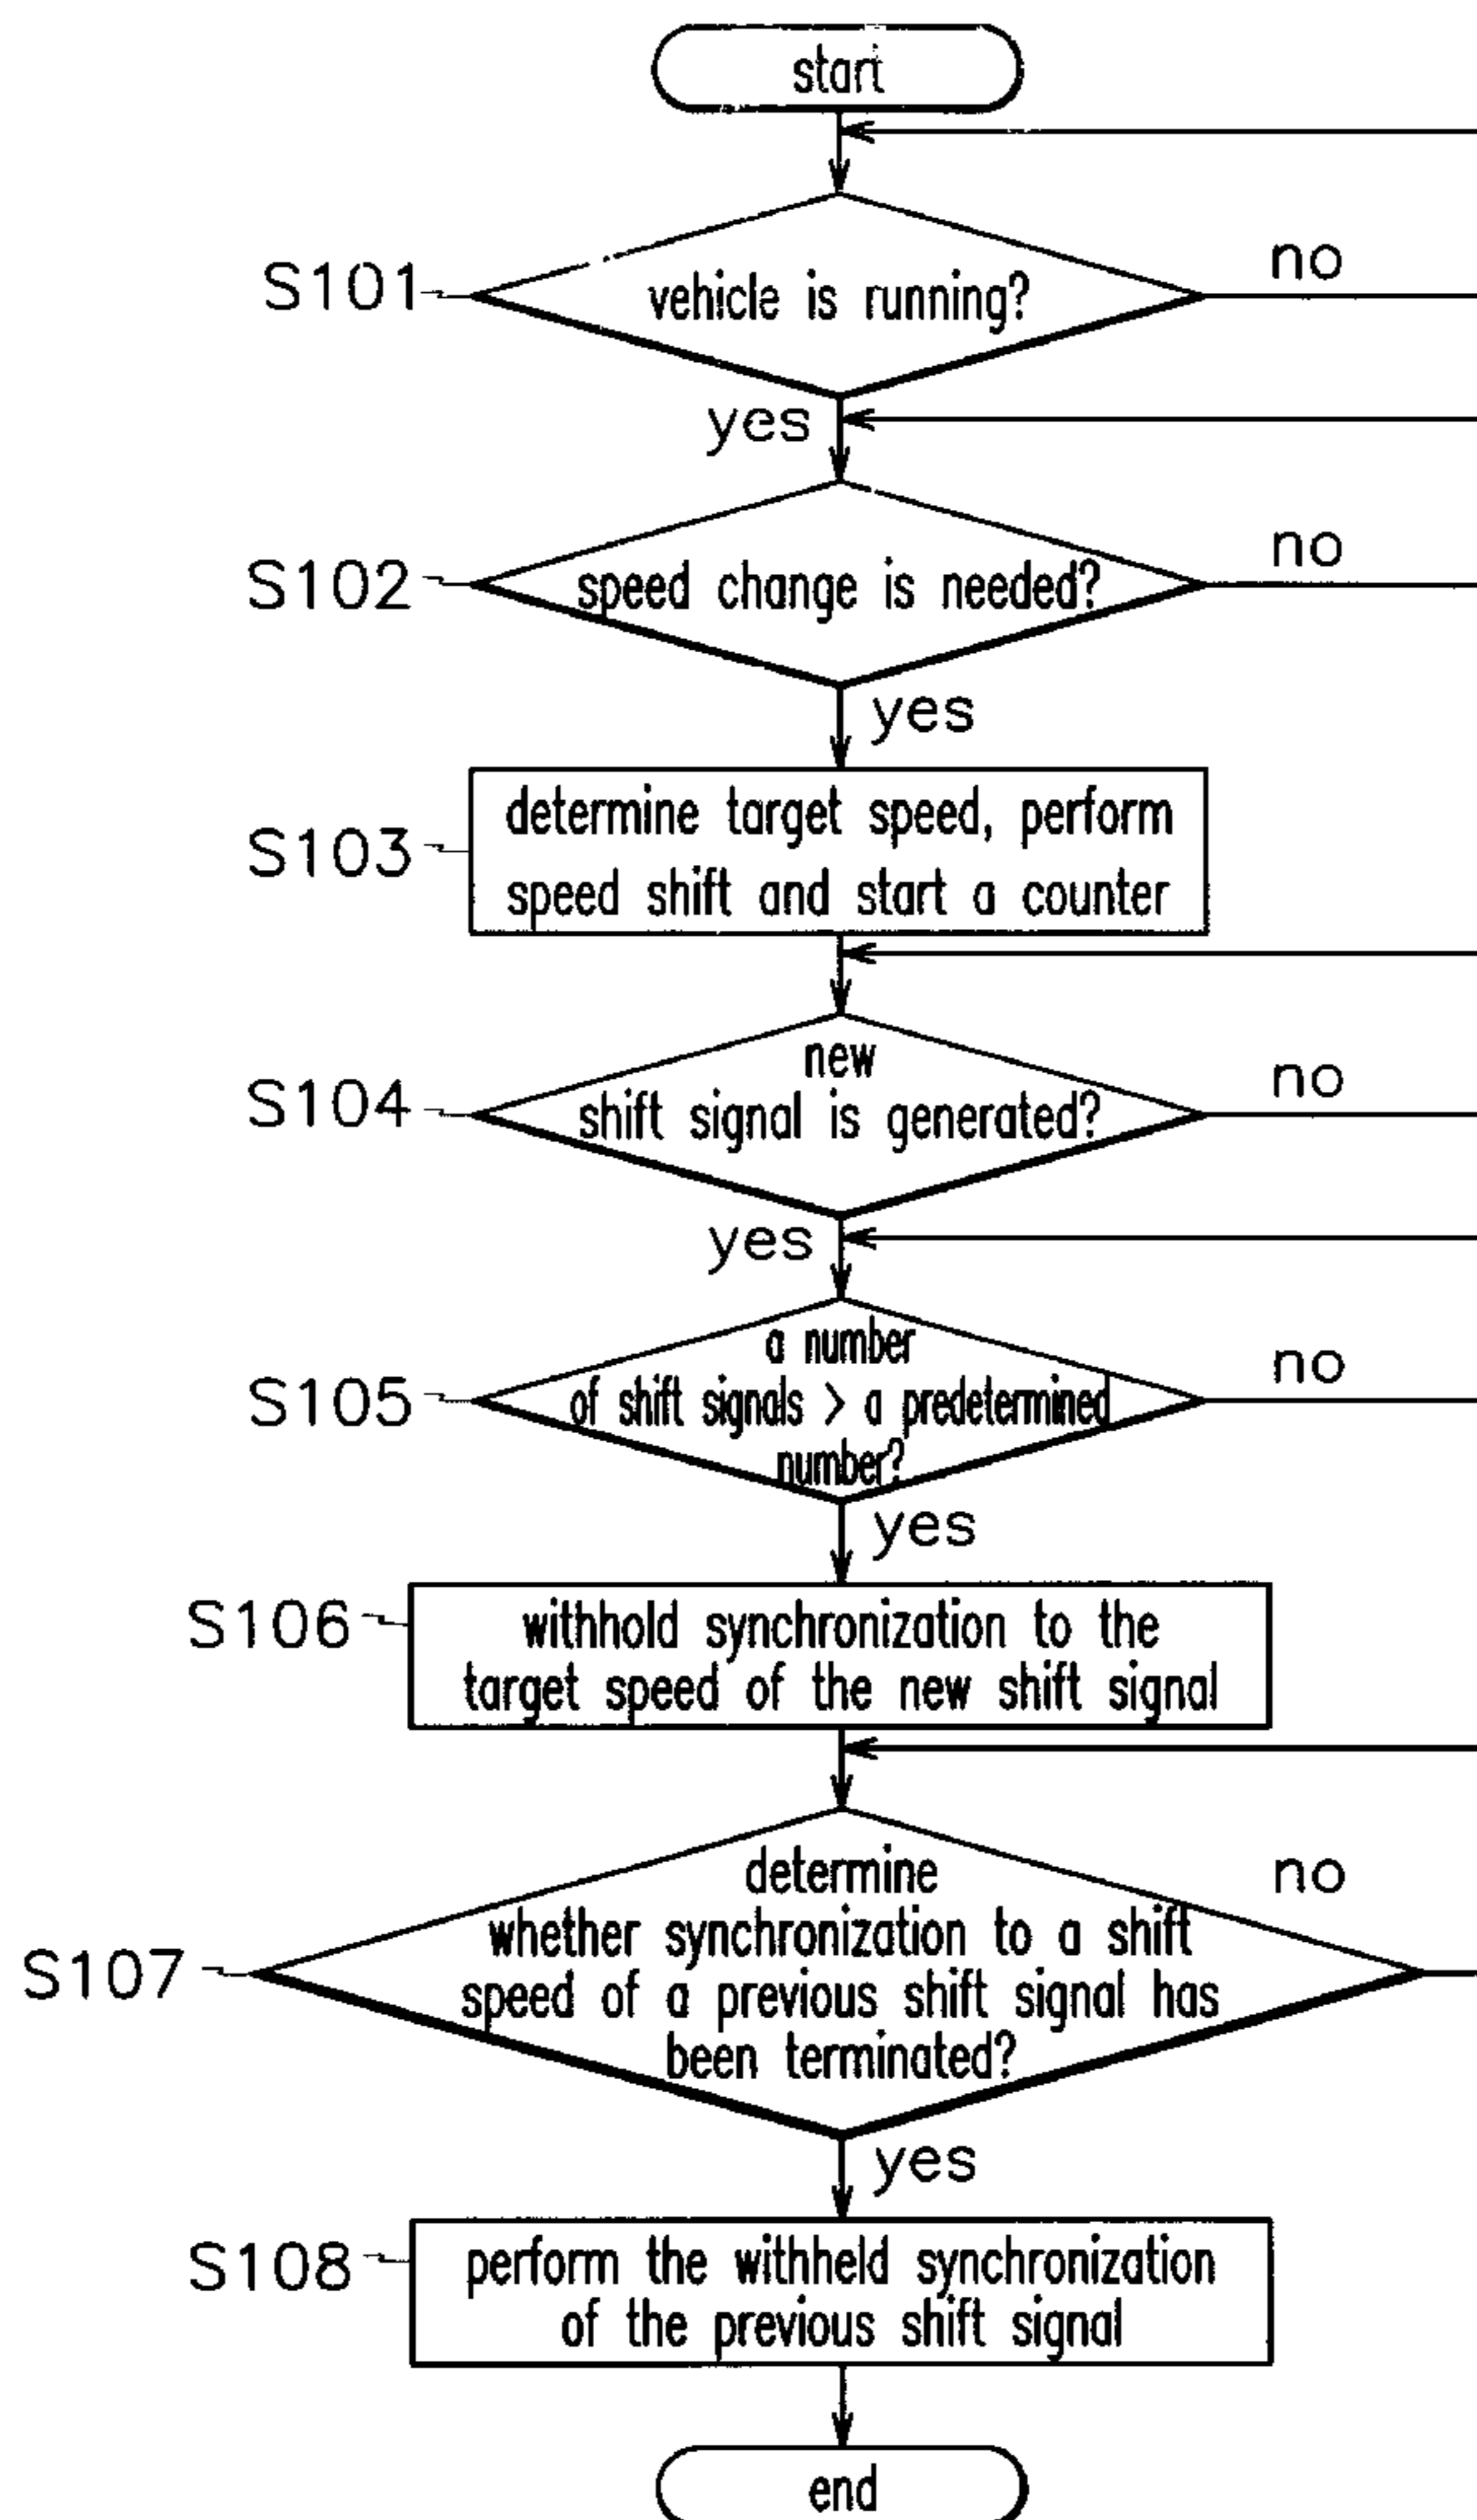 start
S101
vehicle is running?
no
yes
S102
speed change is needed?
no
yes
S103
determine target speed, perform
speed shift and start a counter
S104
new
shift signal is generated?
no
yes
S105
a number
of shift signals > a predetermined
number?
no
yes
S106
withhold synchronization to the
target speed of the new shift signal
S107
determine
whether synchronization to a shift
speed of a previous shift signal has
been terminated?
no
yes
S108
perform the withheld synchronization
of the previous shift signal
end